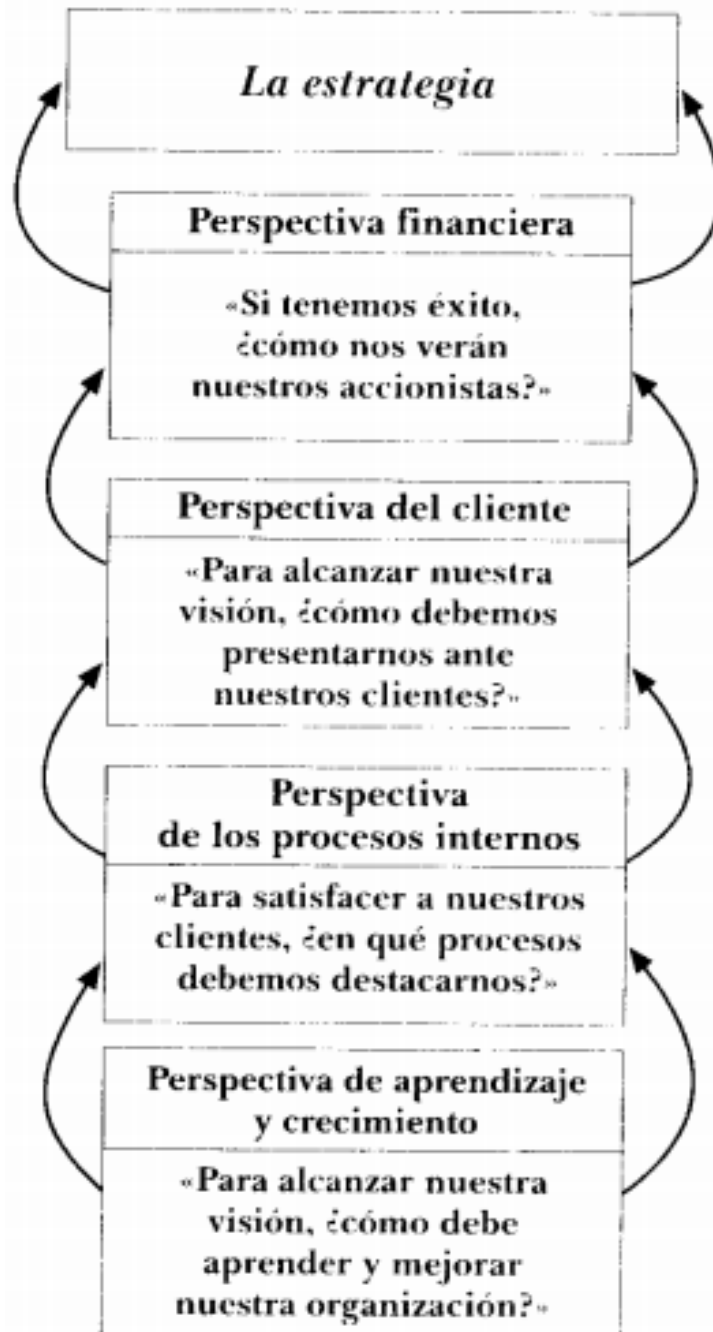 La estrategia
Perspectiva financiera
«Si tenemos éxito,
¿cómo nos verán
nuestros accionistas?»
Perspectiva del cliente
«Para alcanzar nuestra
visión, ¿cómo debemos
presentarnos ante
nuestros clientes?»
Perspectiva
de los procesos internos
«Para satisfacer a nuestros
clientes, ¿en qué procesos
debemos destacarnos?»
Perspectiva de aprendizaje
y crecimiento
«Para alcanzar nuestra
visión, ¿cómo debe
aprender y mejorar
nuestra organización?»